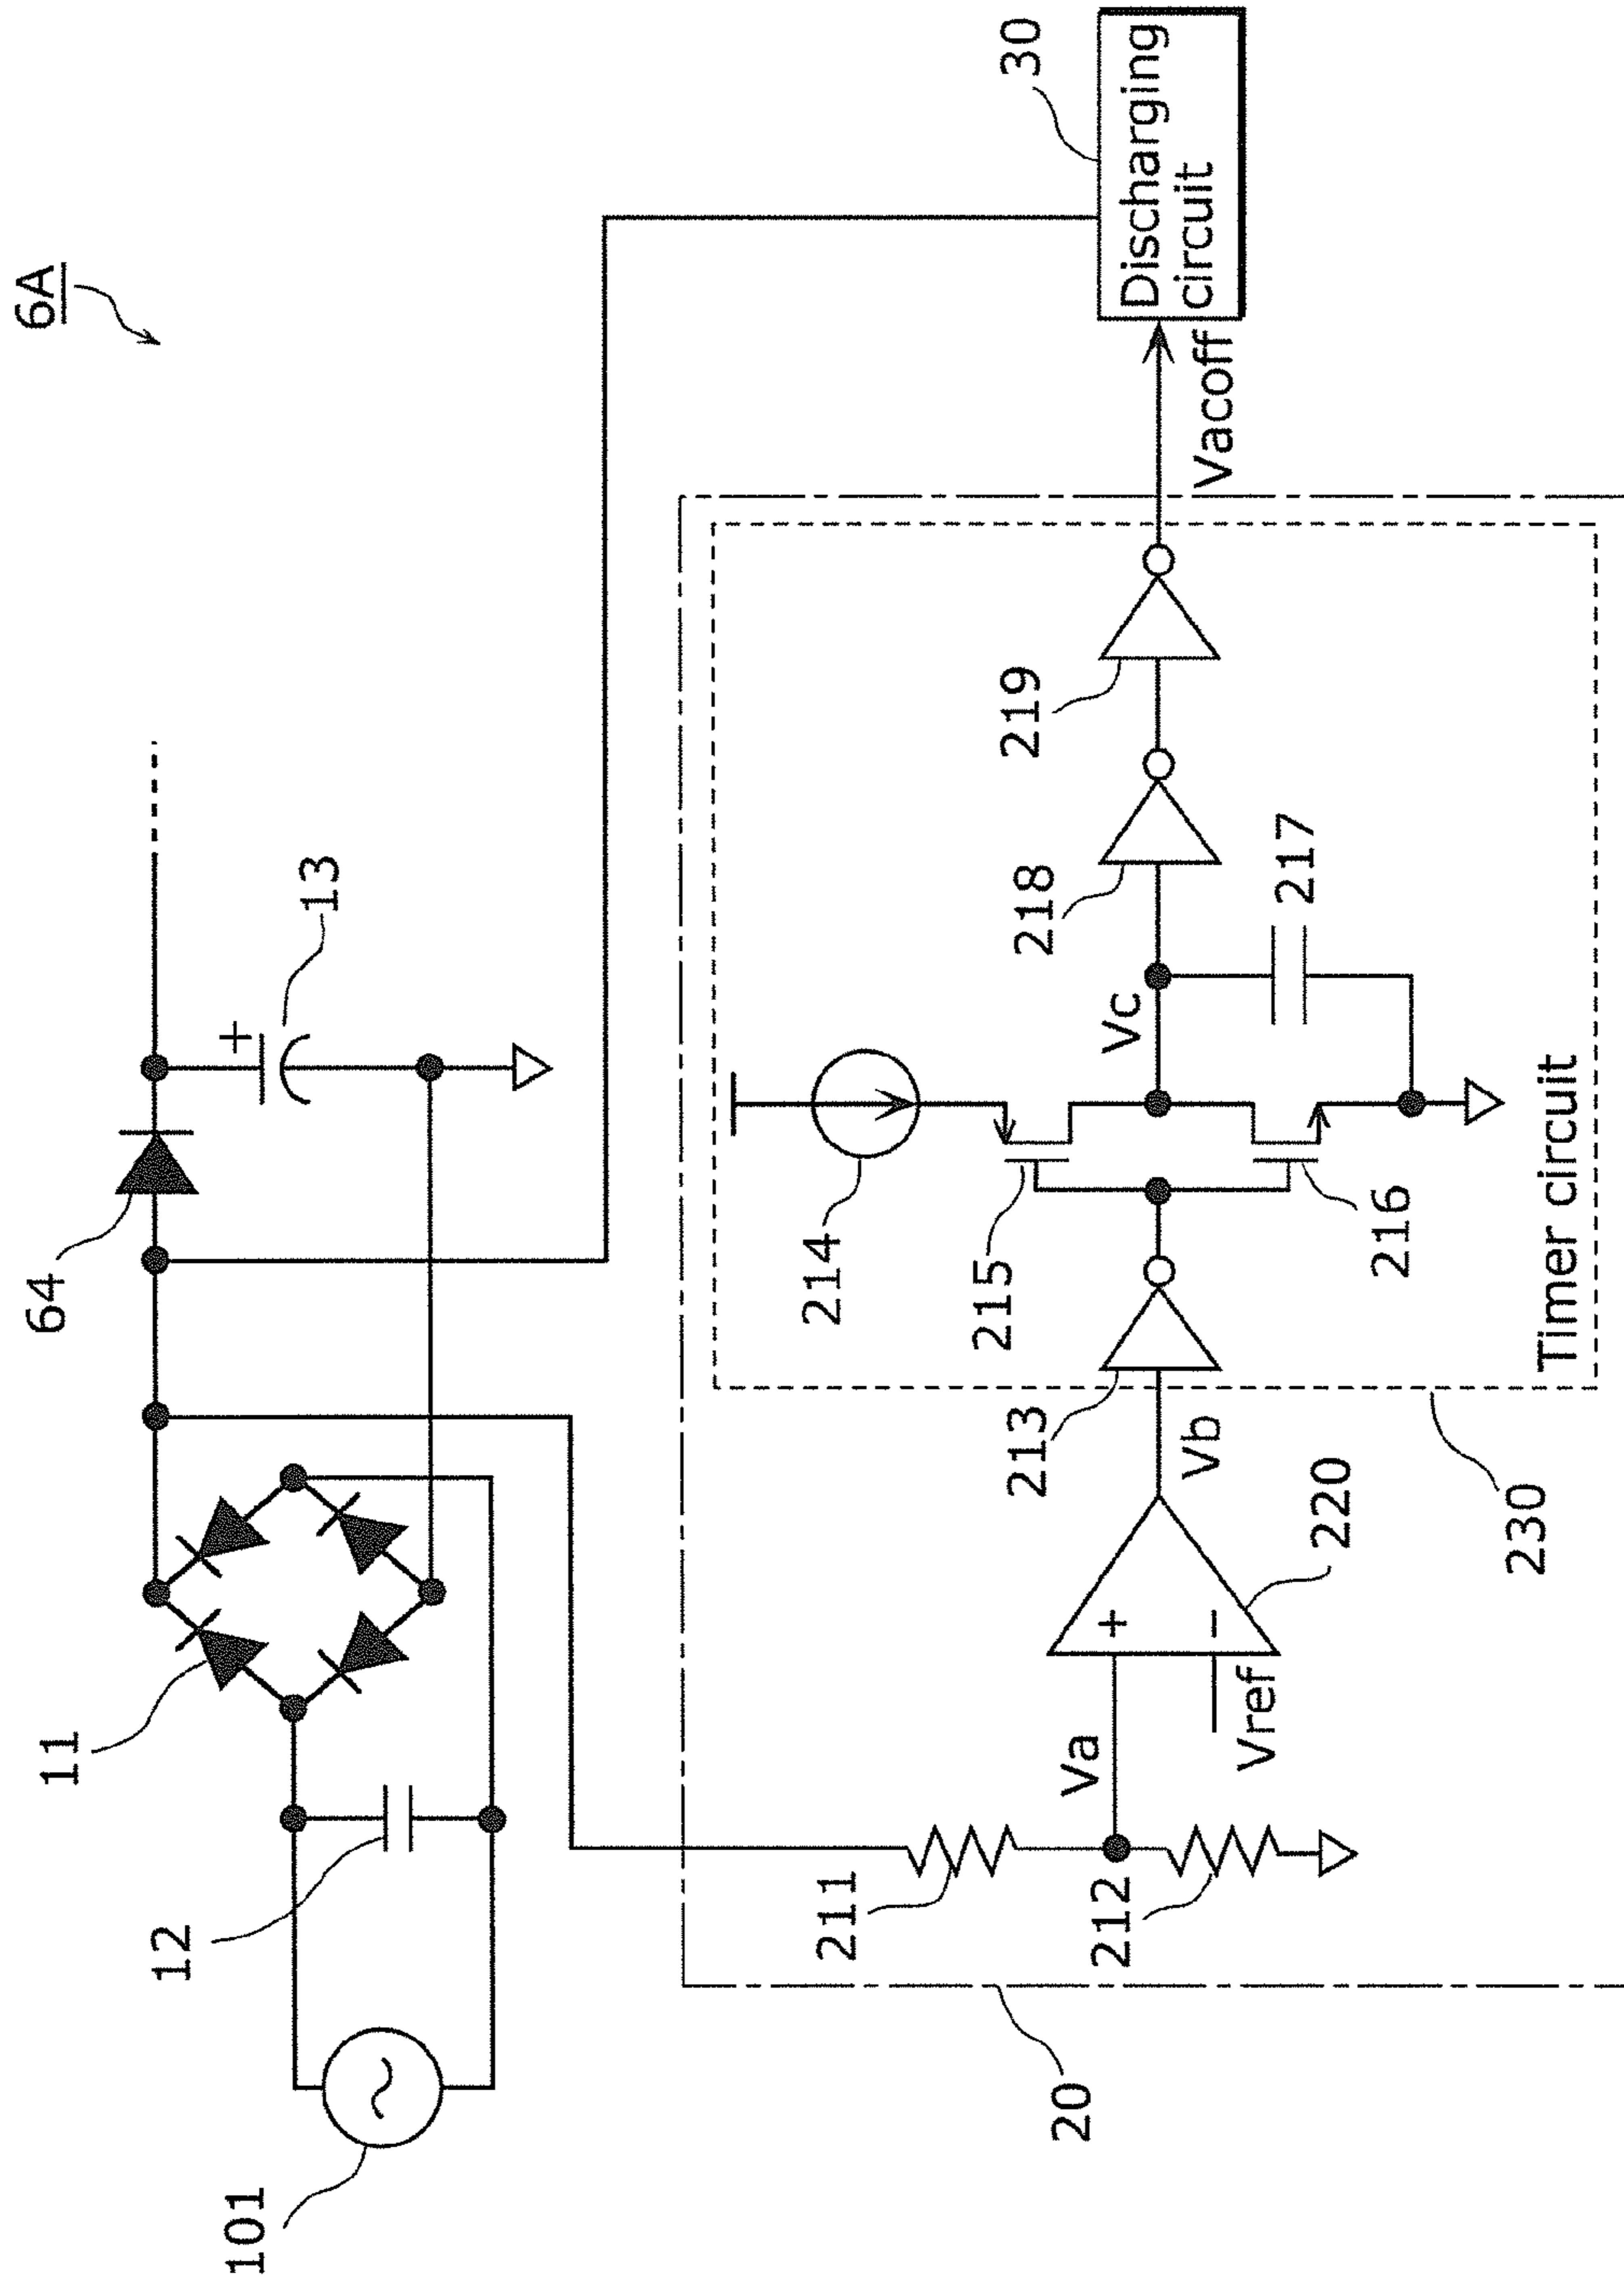 6A
64
11
13
12
101
30
Discharging
circuit
Vacoff
20
211
212
Va
Vref
220
Vb
213
214
215
216
Vc
217
218
219
Timer circuit
230
+
+
−
~